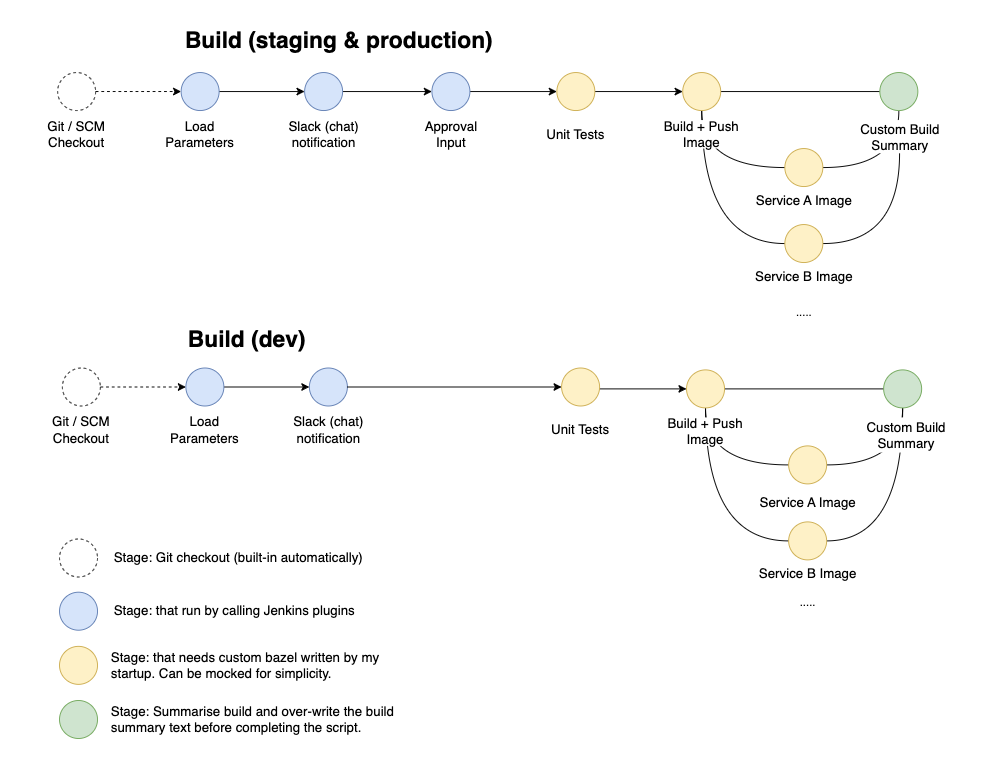 Build (staging & production)
Git / SCM
Checkout
Load
Parameters
Slack (chat)
notification
Approval
Input
Unit Tests
Build + Push
Image
Custom Build
Summary
Service A Image
Service B Image
.....
Build (dev)
Git / SCM
Checkout
Load
Parameters
Slack (chat)
notification
Unit Tests
Build + Push
Image
Custom Build
Summary
Service A Image
Service B Image
.....
Stage: Git checkout (built-in automatically)
Stage: that run by calling Jenkins plugins
Stage: that needs custom bazel written by my
startup. Can be mocked for simplicity.
Stage: Summarise build and over-write the build
summary text before completing the script.